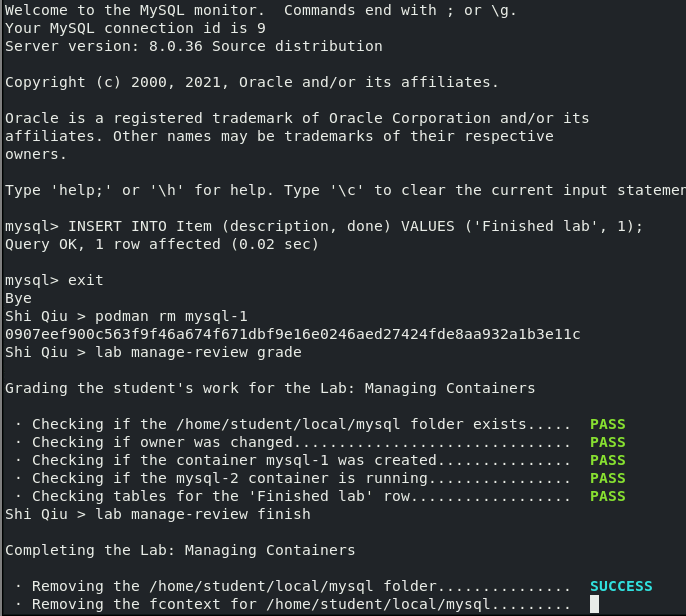 Welcome to the MySQL monitor.  Commands end with ; or \g.
Your MySQL connection id is 9
Server version: 8.0.36 Source distribution
Copyright (c) 2000, 2021, Oracle and/or its affiliates.
Oracle is a registered trademark of Oracle Corporation and/or its
affiliates. Other names may be trademarks of their respective
owners.
Type 'help;' or '\h' for help. Type '\c' to clear the current input statemen
mysql> INSERT INTO Item (description, done) VALUES ('Finished lab', 1);
Query OK, 1 row affected (0.02 sec)
mysql> exit
Bye
Shi Qiu > podman rm mysql-1
0907eef900c563f9f46a674f671dbf9e16e0246aed27424fde8aa932a1b3e11c
Shi Qiu > lab manage-review grade
Grading the student's work for the Lab: Managing Containers
· Checking if the /home/student/local/mysql folder exists.....  PASS
· Checking if owner was changed...............................  PASS
· Checking if the container mysql-1 was created...............  PASS
· Checking if the mysql-2 container is running................  PASS
· Checking tables for the 'Finished lab' row..................  PASS
Shi Qiu > lab manage-review finish
Completing the Lab: Managing Containers
· Removing the /home/student/local/mysql folder...............  SUCCESS
· Removing the fcontext for /home/student/local/mysql.........